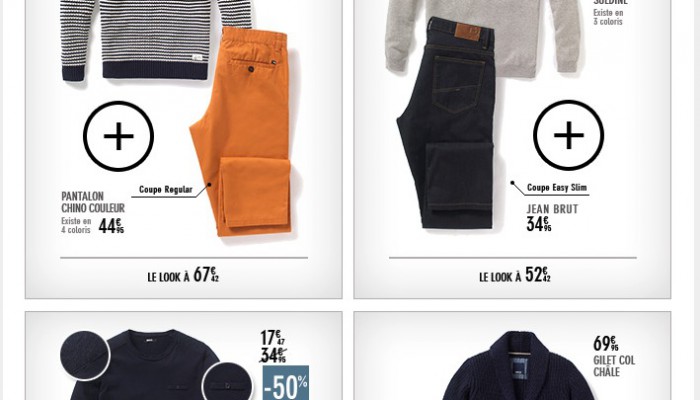 SOLDINE
Existe en
3 coloris
Coupe Regular
PANTALON
CHINO COULEUR
Existe en
4 coloris
44€95
LE LOOK À 67€42
Coupe Easy Slim
JEAN BRUT
34€95
LE LOOK À 52€42
17€47
34€95
-50%
69€95
GILET COL
CHÂLE